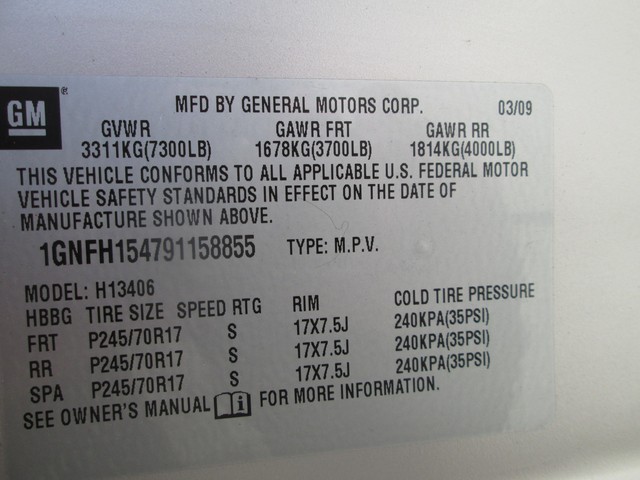 GM ® MFD BY GENERAL MOTORS CORP. 03/09
GVWR GAWR FRT GAWR RR
3311KG(7300LB) 1678KG(3700LB) 1814KG(4000LB)
THIS VEHICLE CONFORMS TO ALL APPLICABLE U.S. FEDERAL MOTOR
VEHICLE SAFETY STANDARDS IN EFFECT ON THE DATE OF
MANUFACTURE SHOWN ABOVE.
1GNFH154791158855 TYPE: M.P.V.
MODEL: H13406
HBBG TIRE SIZE SPEED RTG RIM COLD TIRE PRESSURE
FRT P245/70R17 S 17X7.5J 240KPA(35PSI)
RR P245/70R17 S 17X7.5J 240KPA(35PSI)
SPA P245/70R17 S 17X7.5J 240KPA(35PSI)
SEE OWNER'S MANUAL i FOR MORE INFORMATION.